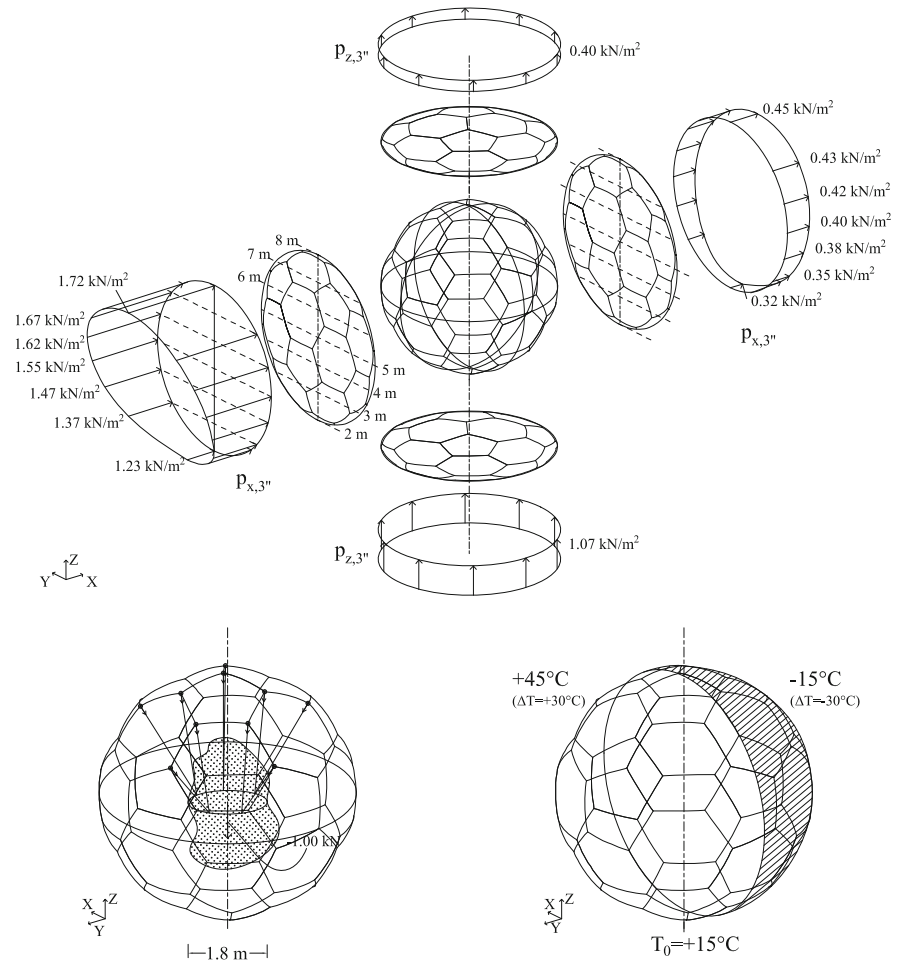 p_z,3"
0.40 kN/m²
0.45 kN/m²
0.43 kN/m²
0.42 kN/m²
0.40 kN/m²
0.38 kN/m²
0.35 kN/m²
0.32 kN/m²
p_x,3"
8 m
7 m
6 m
5 m
4 m
3 m
2 m
1.72 kN/m²
1.67 kN/m²
1.62 kN/m²
1.55 kN/m²
1.47 kN/m²
1.37 kN/m²
1.23 kN/m²
p_x,3"
p_z,3"
1.07 kN/m²
Z
Y
X
+45°C
(ΔT=+30°C)
-15°C
(ΔT=-30°C)
-1.00 kN
X
Z
Y
1.8 m
X
Z
Y
T₀=+15°C